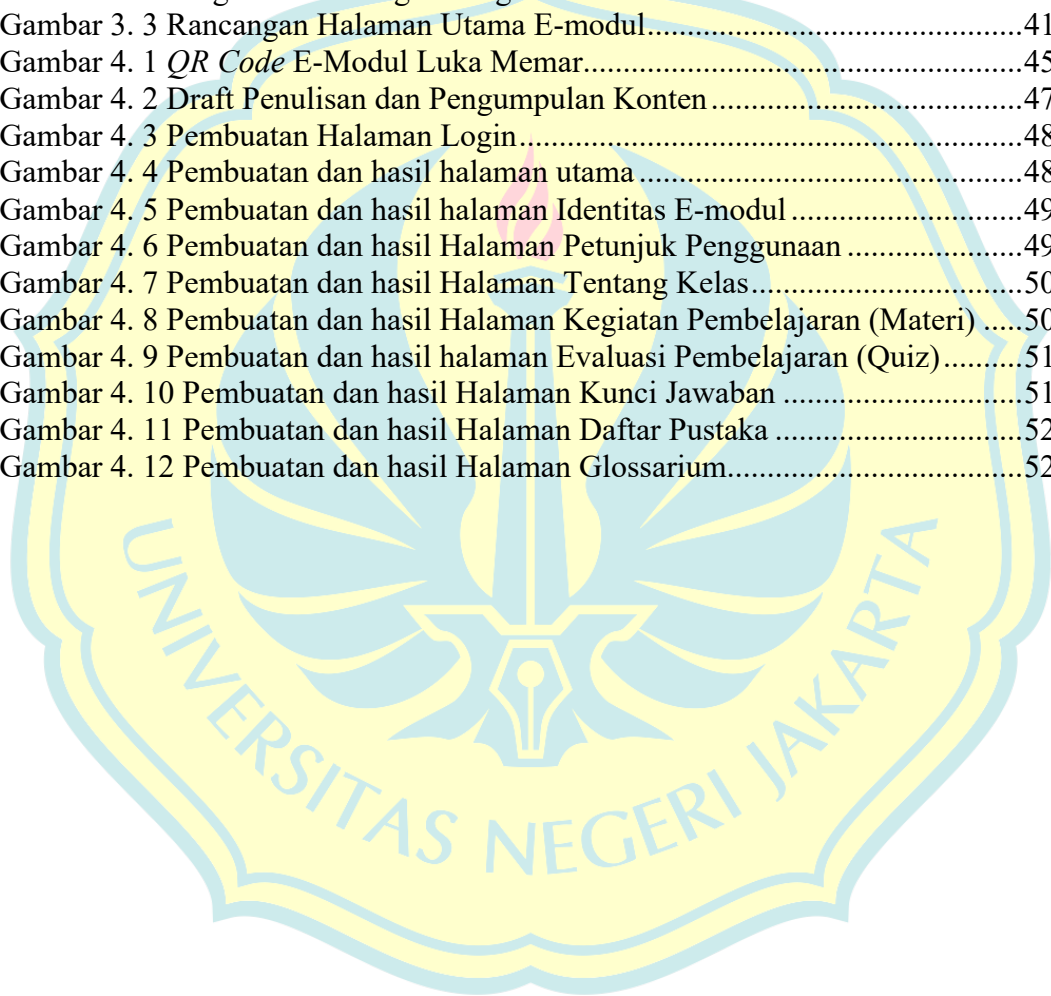 Gambar 3. 3 Rancangan Halaman Utama E-modul..............................................41
Gambar 4. 1 QR Code E-Modul Luka Memar......................................................45
Gambar 4. 2 Draft Penulisan dan Pengumpulan Konten.......................................47
Gambar 4. 3 Pembuatan Halaman Login..............................................................48
Gambar 4. 4 Pembuatan dan hasil halaman utama...............................................48
Gambar 4. 5 Pembuatan dan hasil halaman Identitas E-modul.............................49
Gambar 4. 6 Pembuatan dan hasil Halaman Petunjuk Penggunaan......................49
Gambar 4. 7 Pembuatan dan hasil Halaman Tentang Kelas..................................50
Gambar 4. 8 Pembuatan dan hasil Halaman Kegiatan Pembelajaran (Materi) .....50
Gambar 4. 9 Pembuatan dan hasil halaman Evaluasi Pembelajaran (Quiz)..........51
Gambar 4. 10 Pembuatan dan hasil Halaman Kunci Jawaban ..............................51
Gambar 4. 11 Pembuatan dan hasil Halaman Daftar Pustaka ...............................52
Gambar 4. 12 Pembuatan dan hasil Halaman Glossarium.....................................52
UNIVERSITAS NEGERI JAKARTA